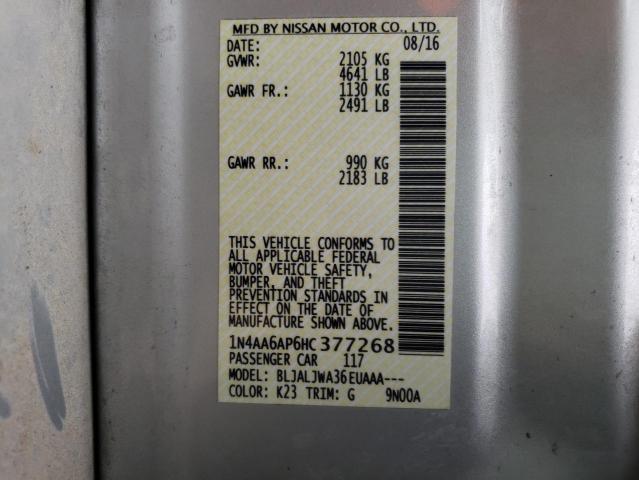 MFD BY NISSAN MOTOR CO., LTD.
DATE: 08/16
GVWR: 2105 KG
4641 LB
GAWR FR.: 1130 KG
2491 LB
GAWR RR.: 990 KG
2183 LB
THIS VEHICLE CONFORMS TO
ALL APPLICABLE FEDERAL
MOTOR VEHICLE SAFETY,
BUMPER, AND THEFT
PREVENTION STANDARDS IN
EFFECT ON THE DATE OF
MANUFACTURE SHOWN ABOVE.
1N4AA6AP6HC377268
PASSENGER CAR 117
MODEL: BLJALJWA36EUAAA---
COLOR: K23 TRIM: G 9N00A